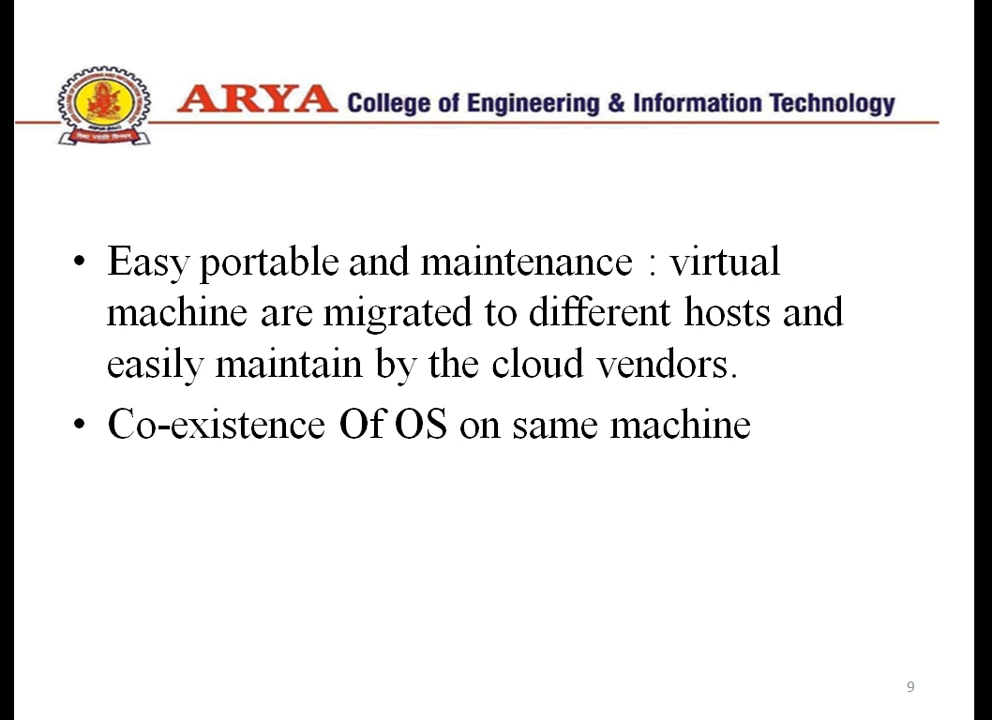 ARYA College of Engineering & Information Technology
• Easy portable and maintenance : virtual
machine are migrated to different hosts and
easily maintain by the cloud vendors.
• Co-existence Of OS on same machine
9